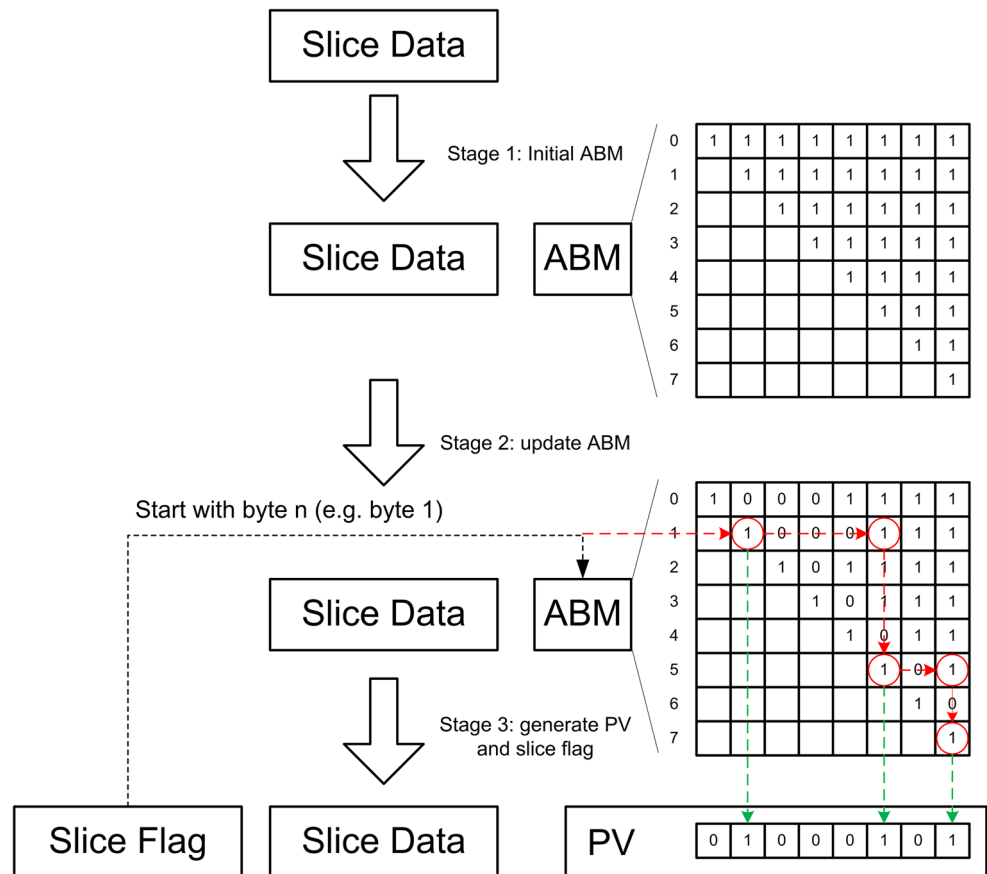 Slice Data
Stage 1: Initial ABM
Slice Data
ABM
0 1 1 1 1 1 1 1 1
1 1 1 1 1 1 1 1
2 1 1 1 1 1 1
3 1 1 1 1 1
4 1 1 1 1
5 1 1 1
6 1 1
7 1
Stage 2: update ABM
Start with byte n (e.g. byte 1)
Slice Data
ABM
0 1 0 0 0 1 1 1 1
1 1 0 0 0 1 1 1
2 1 0 1 1 1 1
3 1 0 1 1 1
4 1 0 1 1
5 1 0 1
6 1 0
7 1
Stage 3: generate PV
and slice flag
Slice Flag
Slice Data
PV
0 1 0 0 0 1 0 1